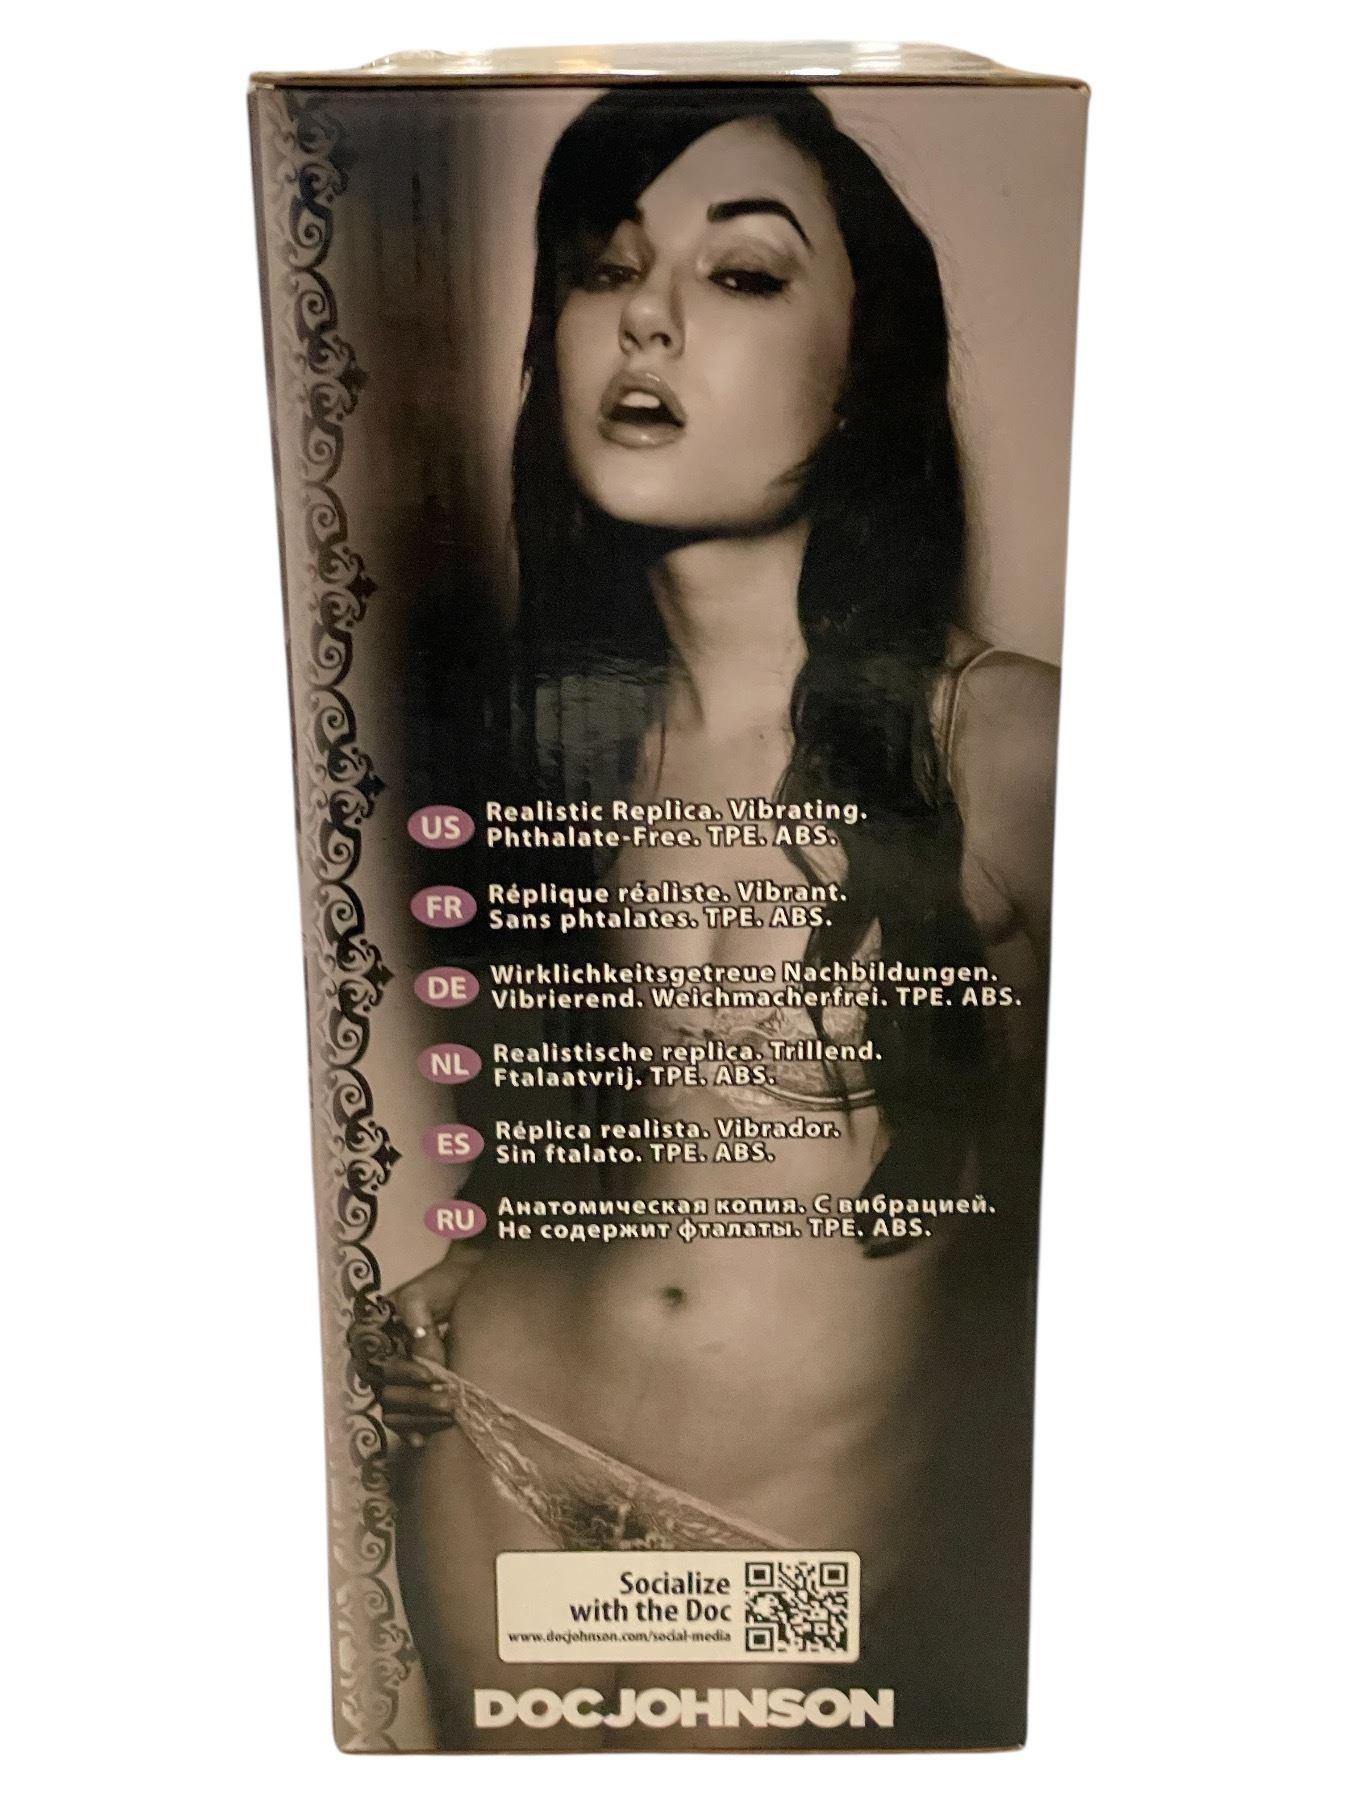 US
Realistic Replica. Vibrating.
Phthalate-Free. TPE. ABS.
FR
Réplique réaliste. Vibrant.
Sans phtalates. TPE. ABS.
DE
Wirklichkeitsgetreue Nachbildungen.
Vibrierend. Weichmacherfrei. TPE. ABS.
NL
Realistische replica. Trillend.
Ftalaatvrij. TPE. ABS.
ES
Réplica realista. Vibrador.
Sin ftalato. TPE. ABS.
RU
Анатомическая копия. С вибрацией.
Не содержит фталаты. TPE. ABS.
Socialize
with the Doc
www.docjohnson.com/social-media
DOC JOHNSON